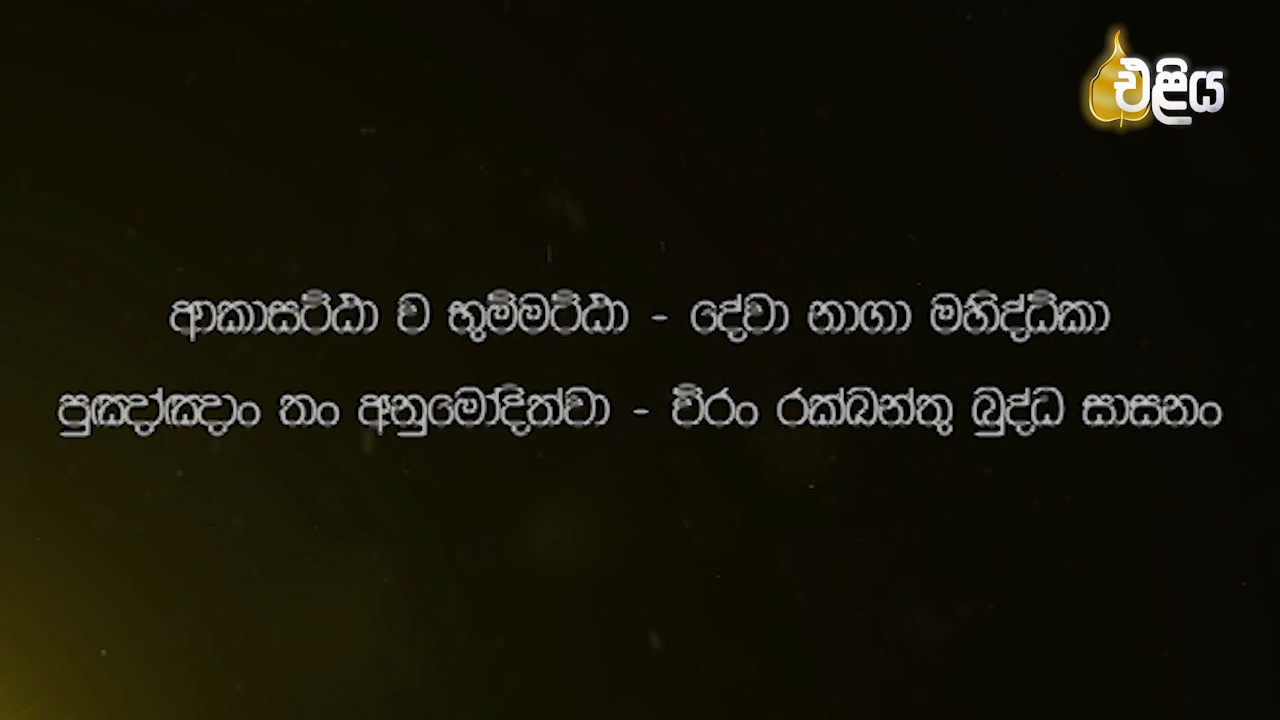 එළිය
ආකාසට්ඨා ච භුම්මට්ඨා - දේවා නාගා මහිද්ධිකා
පුඤ්ඤාං තං අනුමෝදිත්වා - චිරං රක්ඛන්තු බුද්ධ සාසනං